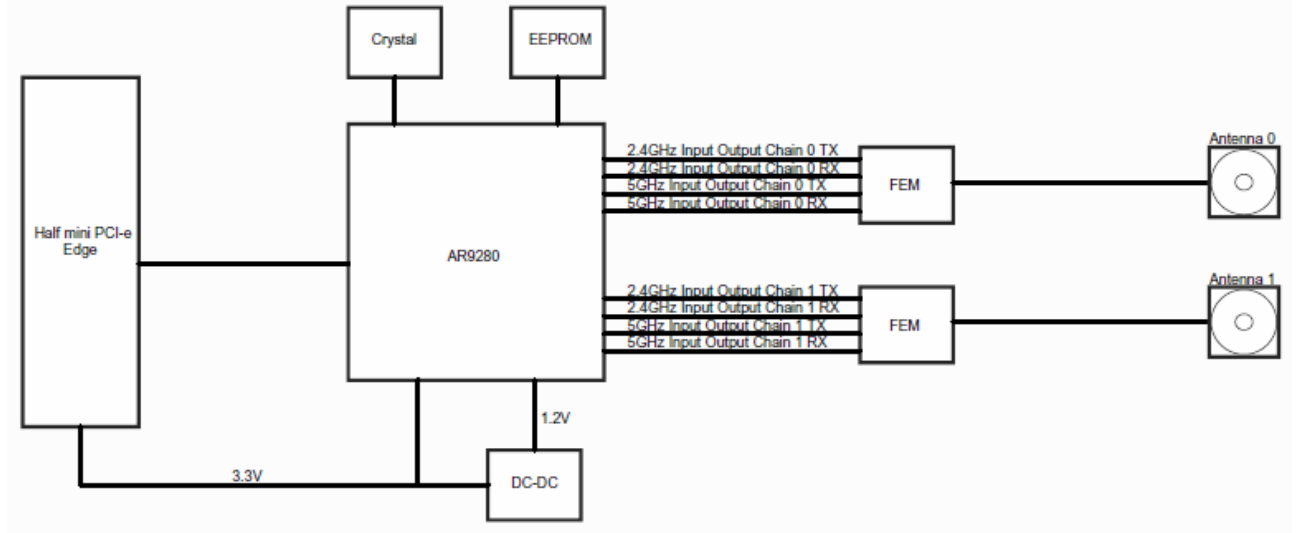 Crystal
EEPROM
Half mini PCI-e
Edge
AR9280
2.4GHz Input Output Chain 0 TX
2.4GHz Input Output Chain 0 RX
5GHz Input Output Chain 0 TX
5GHz Input Output Chain 0 RX
FEM
Antenna 0
2.4GHz Input Output Chain 1 TX
2.4GHz Input Output Chain 1 RX
5GHz Input Output Chain 1 TX
5GHz Input Output Chain 1 RX
FEM
Antenna 1
1.2V
3.3V
DC-DC